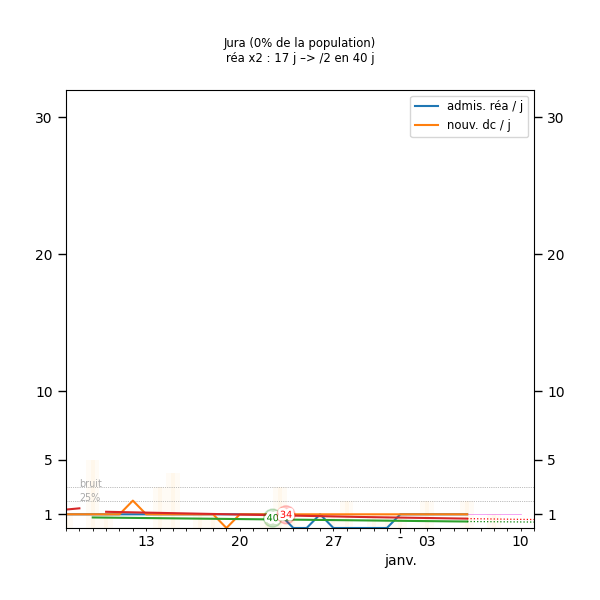 Jura (0% de la population)
réa x2 : 17 j –> /2 en 40 j
admis. réa / j
nouv. dc / j
30 30
20 20
10 10
5 5
bruit
25%
40 34
1 1
13 20 27 - 03 10
janv.